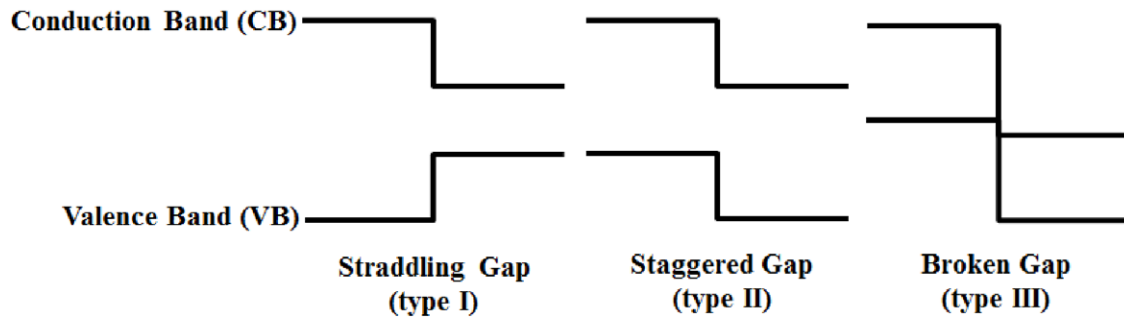 Conduction Band (CB)
Valence Band (VB)
Straddling Gap
(type I)
Staggered Gap
(type II)
Broken Gap
(type III)